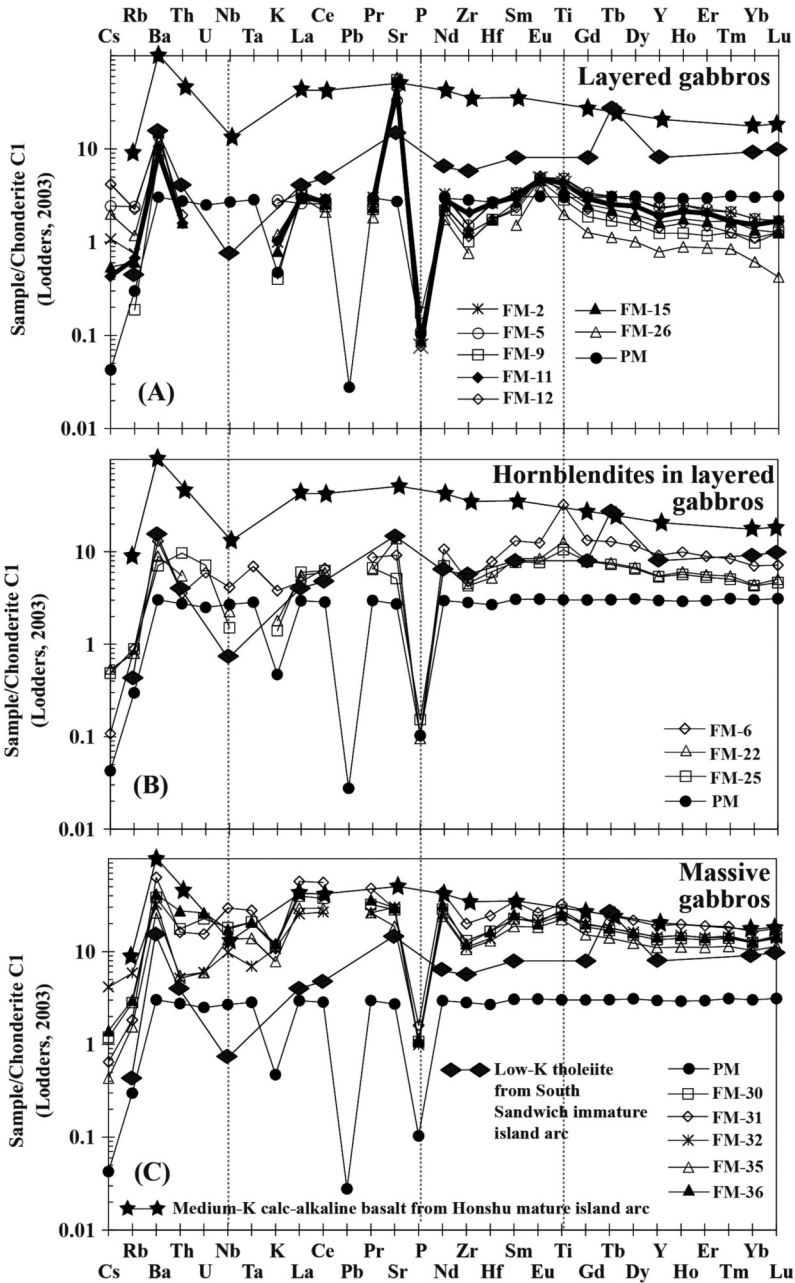 Rb Th Nb K Ce Pr P Zr Sm Ti Tb Y Er Yb
Cs Ba U Ta La Pb Sr Nd Hf Eu Gd Dy Ho Tm Lu
Layered gabbros
10
1
0.1
0.01
Sample/Chonderite C1
(Lodders, 2003)
(A)
FM-2
FM-5
FM-9
FM-11
FM-12
FM-15
FM-26
PM
Hornblendites in layered
gabbros
10
1
0.1
0.01
Sample/Chonderite C1
(Lodders, 2003)
(B)
FM-6
FM-22
FM-25
PM
Massive
gabbros
10
1
0.1
0.01
Sample/Chonderite C1
(Lodders, 2003)
(C)
Low-K tholeiite
from South
Sandwich immature
island arc
PM
FM-30
FM-31
FM-32
FM-35
FM-36
Medium-K calc-alkaline basalt from Honshu mature island arc
Rb Th Nb K Ce Pr P Zr Sm Ti Tb Y Er Yb
Cs Ba U Ta La Pb Sr Nd Hf Eu Gd Dy Ho Tm Lu